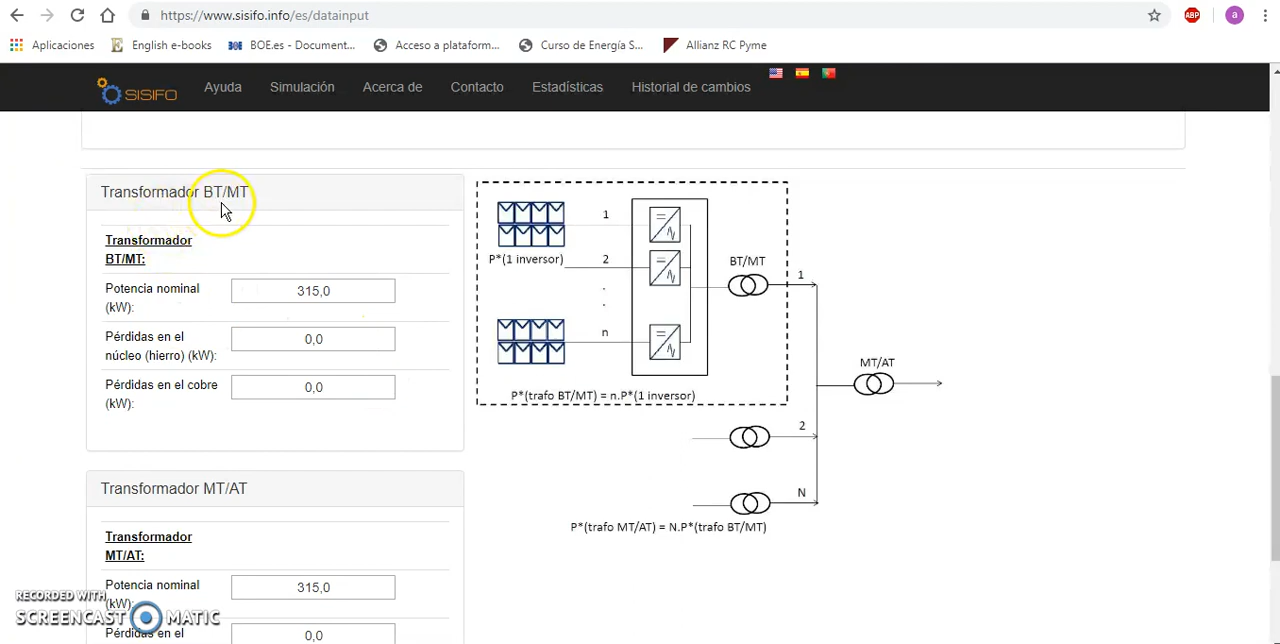 https://www.sisifo.info/es/datainput
ABP
a
Aplicaciones
English e-books
BOE.es - Document...
Acceso a plataform...
Curso de Energía S...
Allianz RC Pyme
SISIFO
Ayuda
Simulación
Acerca de
Contacto
Estadísticas
Historial de cambios
Transformador BT/MT
Transformador
BT/MT:
Potencia nominal
(kW):
315,0
Pérdidas en el
núcleo (hierro) (kW):
0,0
Pérdidas en el cobre
(kW):
0,0
1
P*(1 inversor)
2
.
.
n
BT/MT
1
P*(trafo BT/MT) = n.P*(1 inversor)
MT/AT
2
N
P*(trafo MT/AT) = N.P*(trafo BT/MT)
Transformador MT/AT
Transformador
MT/AT:
Potencia nominal
(kW):
315,0
Pérdidas en el
0,0
RECORDED WITH
SCREENCAST MATIC